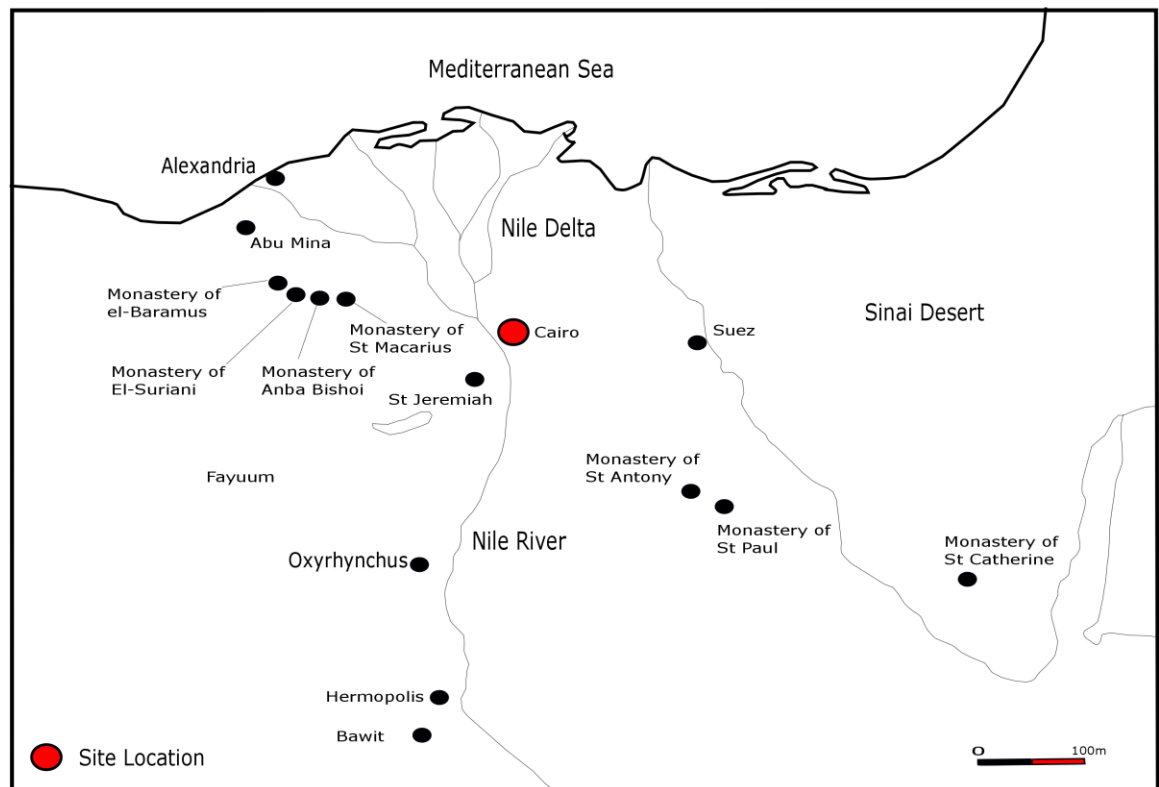 Mediterranean Sea
Alexandria
Nile Delta
Abu Mina
Monastery of
el-Baramus
Monastery of
St Macarius
Cairo
Suez
Sinai Desert
Monastery of
El-Suriani
Monastery of
Anba Bishoi
St Jeremiah
Fayuum
Monastery of
St Antony
Monastery of
St Paul
Nile River
Monastery of
St Catherine
Oxyrhynchus
Hermopolis
Bawit
Site Location
0
100m